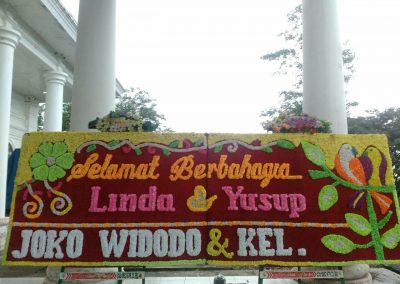 Selamat Berbahagia
Linda & Yusup
JOKO WIDODO & KEL.